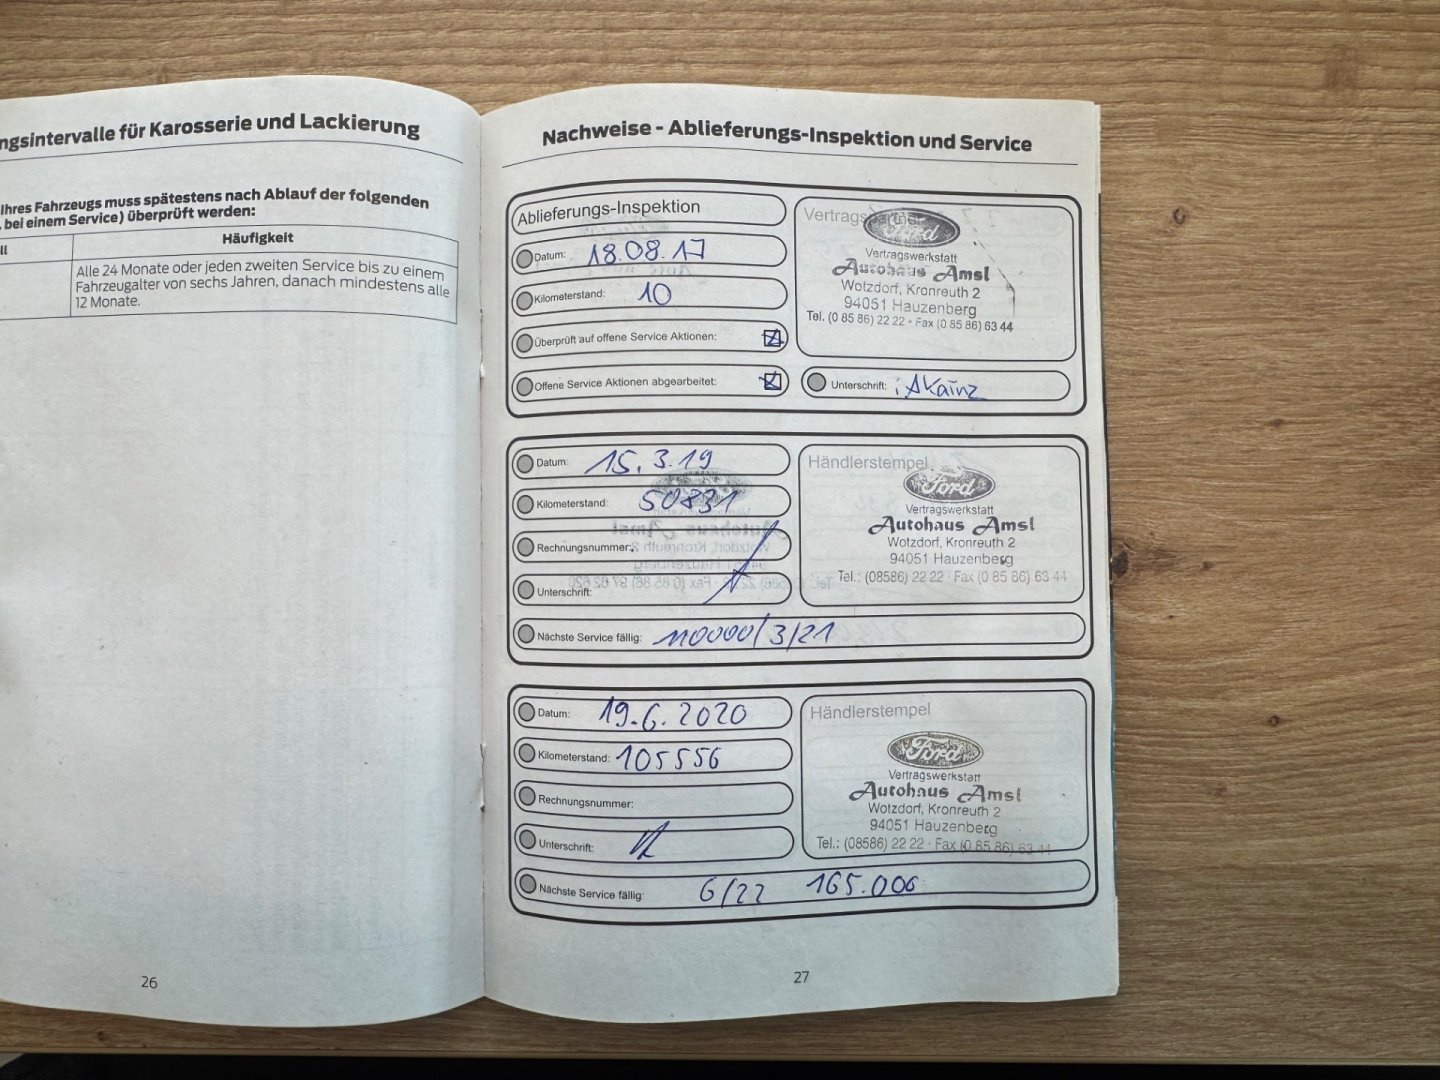 ngsintervalle für Karosserie und Lackierung
Ihres Fahrzeugs muss spätestens nach Ablauf der folgenden
bei einem Service) überprüft werden:
ll
Häufigkeit
Alle 24 Monate oder jeden zweiten Service bis zu einem
Fahrzeugalter von sechs Jahren, danach mindestens alle
12 Monate.
26
Nachweise - Ablieferungs-Inspektion und Service
Ablieferungs-Inspektion
Datum: 18.08.17
Kilometerstand: 10
Überprüft auf offene Service Aktionen:
Offene Service Aktionen abgearbeitet:
Vertragspartner
Ford
Vertragswerkstatt
Autohaus Amsl
Wotzdorf, Kronreuth 2
94051 Hauzenberg
Tel. (0 85 86) 22 22 · Fax (0 85 86) 63 44
Unterschrift:
Datum: 15.3.19
Kilometerstand: 50831
Rechnungsnummer:
Unterschrift:
Händlerstempel
Ford
Vertragswerkstatt
Autohaus Amsl
Wotzdorf, Kronreuth 2
94051 Hauzenberg
Tel.: (08586) 22 22 · Fax (0 85 86) 63 44
Nächste Service fällig: 110000/3/21
Datum: 19.6.2020
Kilometerstand: 105556
Rechnungsnummer:
Unterschrift:
Händlerstempel
Ford
Vertragswerkstatt
Autohaus Amsl
Wotzdorf, Kronreuth 2
94051 Hauzenberg
Tel.: (08586) 22 22 · Fax (0 85 86) 63 44
Nächste Service fällig: 6/22 165.000
27